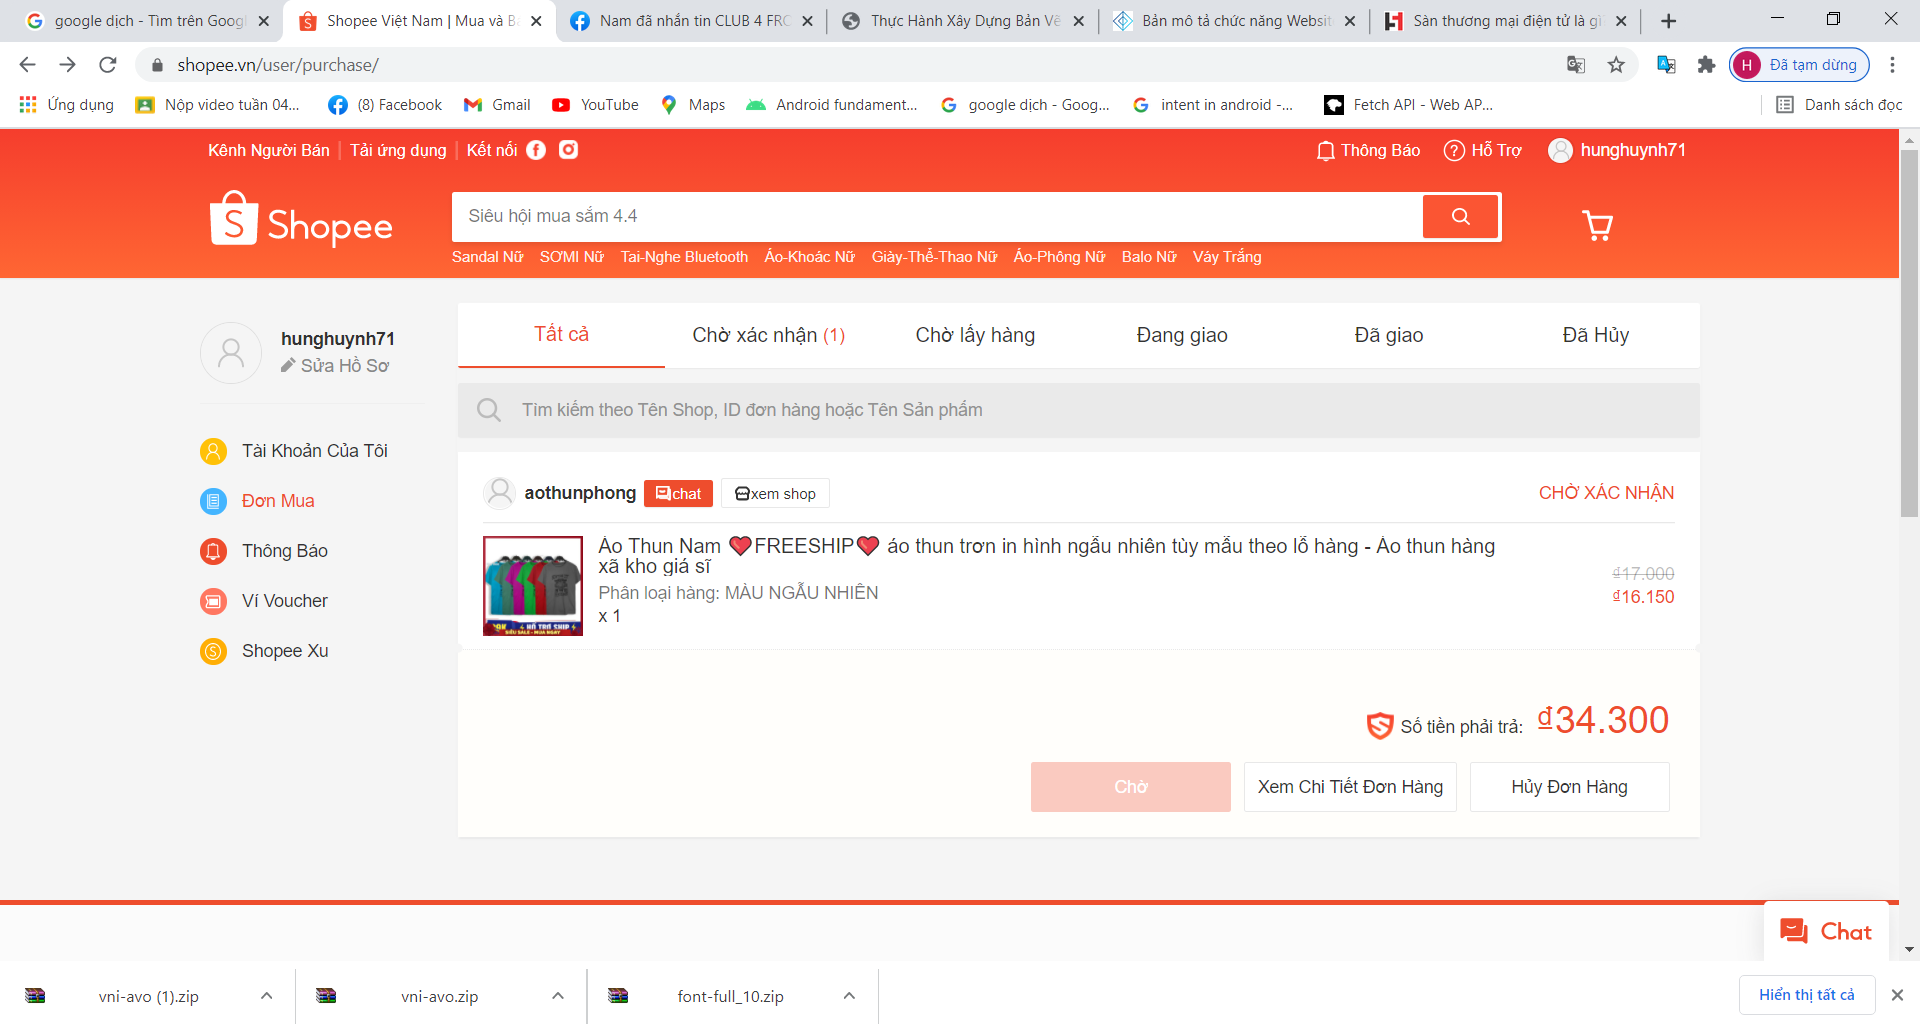 google dịch - Tìm trên Googl
Shopee Việt Nam | Mua và B
Nam đã nhắn tin CLUB 4 FRO
Thực Hành Xây Dựng Bản Vẽ
Bản mô tả chức năng Websit
Sàn thương mại điện tử là gì
shopee.vn/user/purchase/
H Đã tạm dừng
Ứng dụng
Nộp video tuần 04...
(8) Facebook
Gmail
YouTube
Maps
Android fundament...
google dịch - Goog...
intent in android -...
Fetch API - Web AP...
Danh sách đọc
Kênh Người Bán
Tải ứng dụng
Kết nối
Thông Báo
Hỗ Trợ
hunghuynh71
Shopee
Siêu hội mua sắm 4.4
Sandal Nữ SƠMI Nữ Tai-Nghe Bluetooth Áo-Khoác Nữ Giày-Thể-Thao Nữ Áo-Phông Nữ Balo Nữ Váy Trắng
hunghuynh71
Sửa Hồ Sơ
Tài Khoản Của Tôi
Đơn Mua
Thông Báo
Ví Voucher
Shopee Xu
Tất cả
Chờ xác nhận (1)
Chờ lấy hàng
Đang giao
Đã giao
Đã Hủy
Tìm kiếm theo Tên Shop, ID đơn hàng hoặc Tên Sản phẩm
aothunphong
chat
xem shop
CHỜ XÁC NHẬN
Áo Thun Nam ❤️FREESHIP❤️ áo thun trơn in hình ngẫu nhiên tùy mẫu theo lỗ hàng - Áo thun hàng
xã kho giá sĩ
Phân loại hàng: MÀU NGẪU NHIÊN
x 1
₫17.000
₫16.150
HỖ TRỢ SHIP
SIÊU SALE - MUA NGAY
Số tiền phải trả: ₫34.300
Chờ
Xem Chi Tiết Đơn Hàng
Hủy Đơn Hàng
Chat
vni-avo (1).zip
vni-avo.zip
font-full_10.zip
Hiển thị tất cả